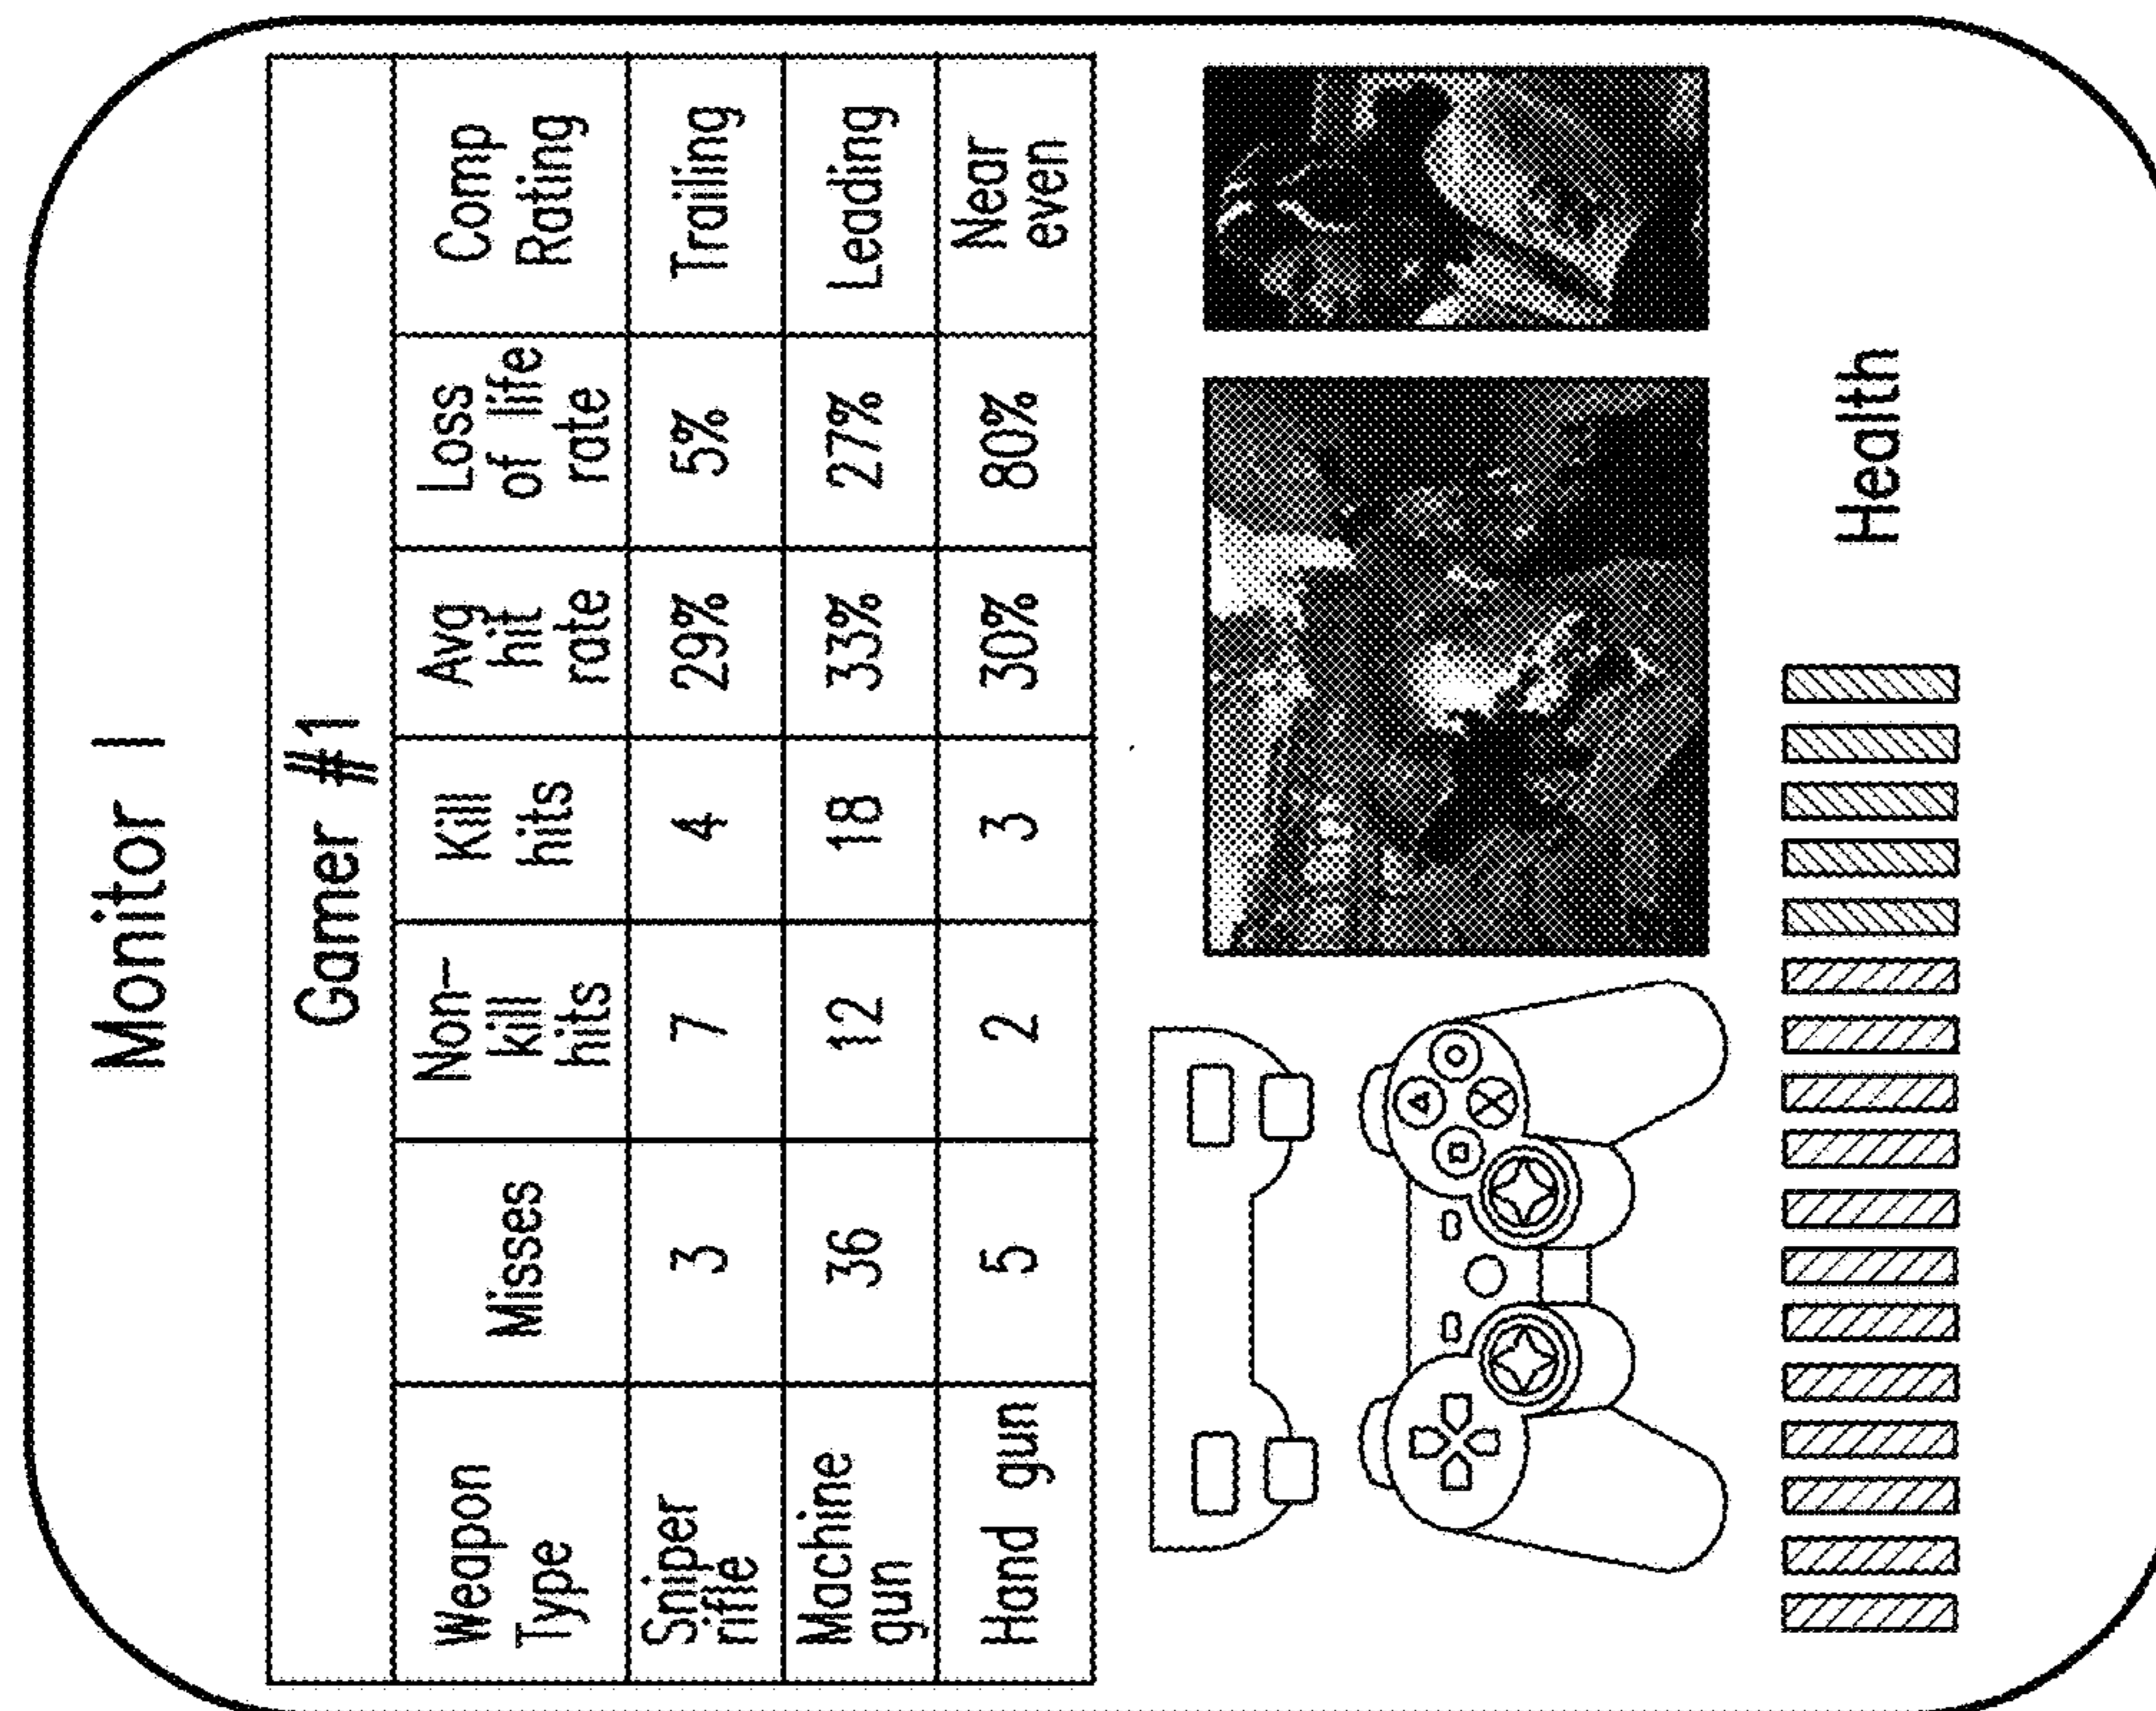 Monitor 1
Gamer #1
Weapon Type Misses Non-kill hits Kill hits Avg hit rate Loss of life rate Comp Rating
Sniper rifle 3 7 4 29% 5% Trailing
Machine gun 36 12 18 33% 27% Leading
Hand gun 5 2 3 30% 80% Near even
Health